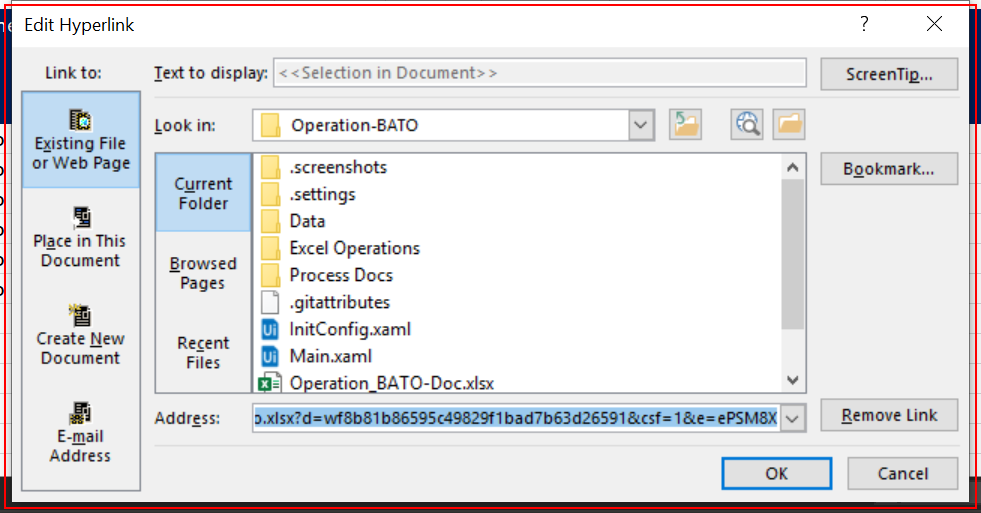 Edit Hyperlink
?
Link to:
Text to display:
<<Selection in Document>>
ScreenTip...
Existing File
or Web Page
Place in This
Document
Create New
Document
E-mail
Address
Look in:
Operation-BATO
Current
Folder
Browsed
Pages
Recent
Files
.screenshots
.settings
Data
Excel Operations
Process Docs
.gitattributes
Ui InitConfig.xaml
Ui Main.xaml
Operation_BATO-Doc.xlsx
Bookmark...
Address:
o.xlsx?d=wf8b81b86595c49829f1bad7b63d26591&csf=1&e=ePSM8X
Remove Link
OK
Cancel